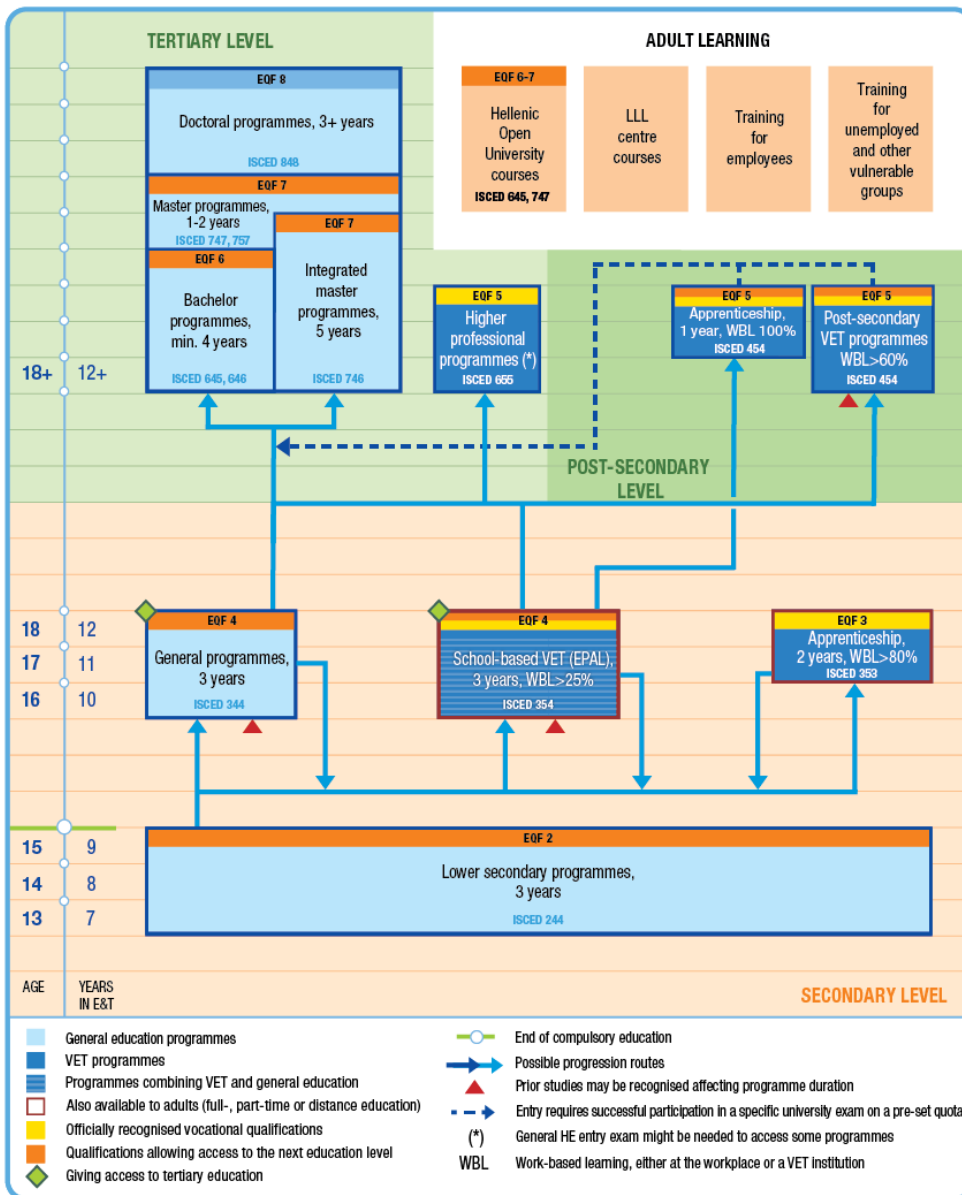 TERTIARY LEVEL
ADULT LEARNING
EQF 8
Doctoral programmes, 3+ years
ISCED 848
EQF 7
Master programmes,
1-2 years
ISCED 747, 757
EQF 6
Bachelor
programmes,
min. 4 years
ISCED 645, 646
EQF 7
Integrated
master
programmes,
5 years
ISCED 746
EQF 6-7
Hellenic
Open
University
courses
ISCED 645, 747
LLL
centre
courses
Training
for
employees
Training
for
unemployed
and other
vulnerable
groups
EQF 5
Higher
professional
programmes (*)
ISCED 655
EQF 5
Apprenticeship,
1 year, WBL 100%
ISCED 454
EQF 5
Post-secondary
VET programmes
WBL>60%
ISCED 454
18+ 12+
POST-SECONDARY
LEVEL
18 12
17 11
16 10
EQF 4
General programmes,
3 years
ISCED 344
EQF 4
School-based VET (EPAL),
3 years, WBL>25%
ISCED 354
EQF 3
Apprenticeship,
2 years, WBL>80%
ISCED 353
15 9
14 8
13 7
EQF 2
Lower secondary programmes,
3 years
ISCED 244
AGE
YEARS
IN E&T
SECONDARY LEVEL
General education programmes
VET programmes
Programmes combining VET and general education
Also available to adults (full-, part-time or distance education)
Officially recognised vocational qualifications
Qualifications allowing access to the next education level
Giving access to tertiary education
End of compulsory education
Possible progression routes
Prior studies may be recognised affecting programme duration
Entry requires successful participation in a specific university exam on a pre-set quota
(*) General HE entry exam might be needed to access some programmes
WBL Work-based learning, either at the workplace or a VET institution